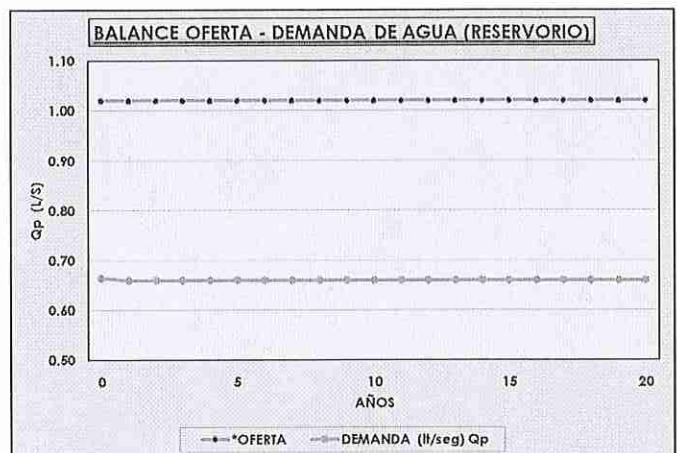 BALANCE OFERTA - DEMANDA DE AGUA (RESERVORIO)
1.10
1.00
0.90
0.80
0.70
0.60
0.50
Qp (L/S)
0 5 10 15 20
AÑOS
*OFERTA DEMANDA (lt/seg) Qp